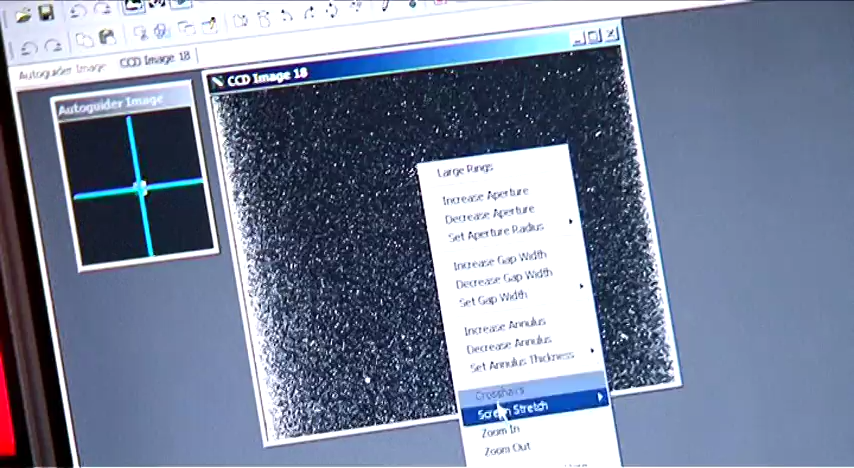 Autoguider Image
CCD Image 18
CCD Image 18
Autoguider Image
Large Rings
Increase Aperture
Decrease Aperture
Set Aperture Radius
Increase Gap Width
Decrease Gap Width
Set Gap Width
Increase Annulus
Decrease Annulus
Set Annulus Thickness
Crosshairs
Screen Stretch
Zoom In
Zoom Out